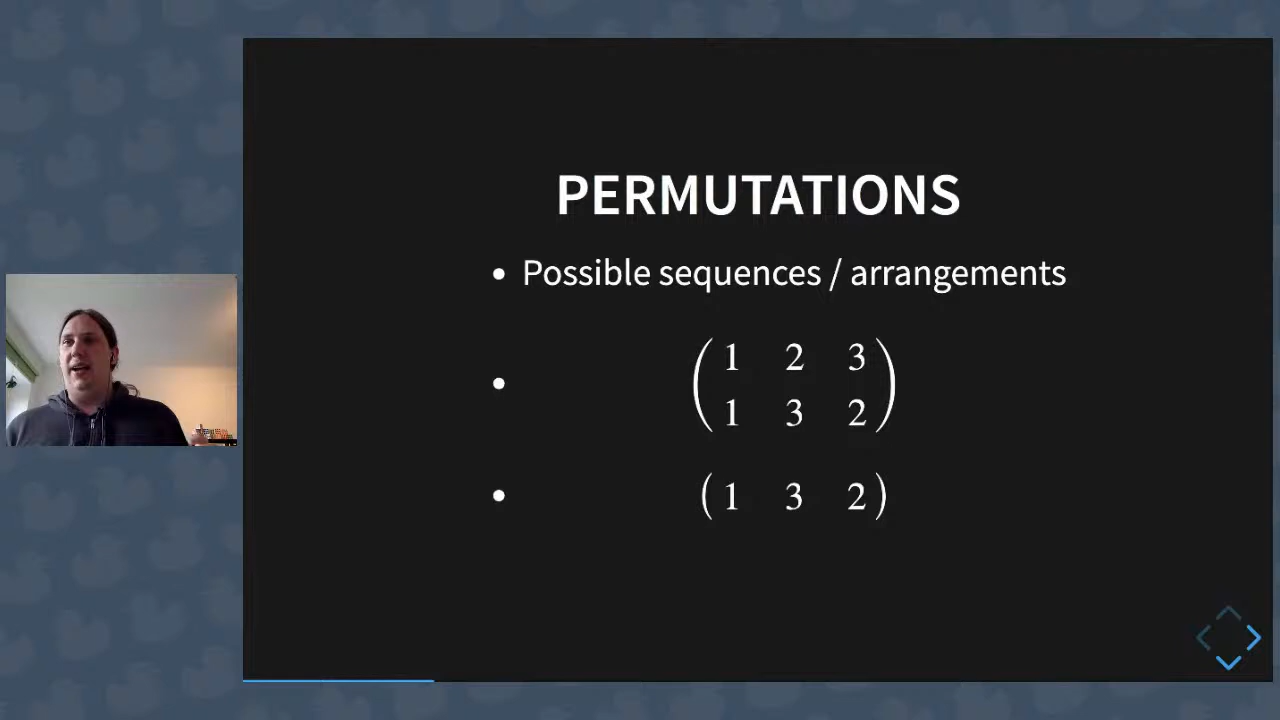 PERMUTATIONS
• Possible sequences / arrangements
• (1 2 3
1 3 2)
• (1 3 2)